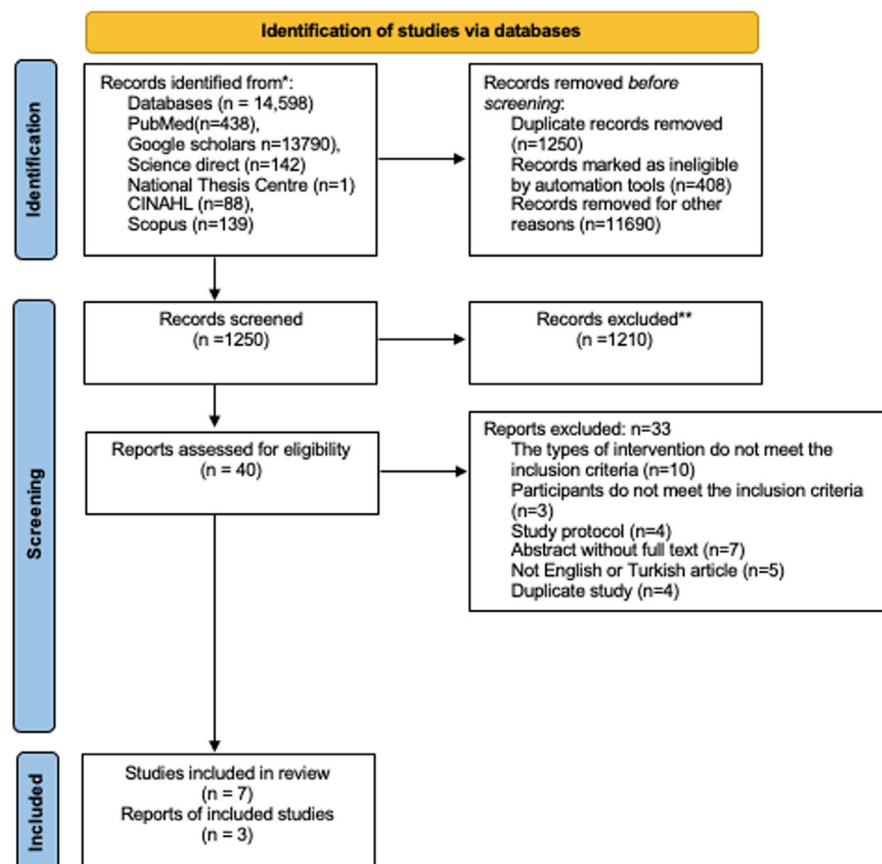 Identification of studies via databases
Identification
Records identified from*:
Databases (n = 14,598)
PubMed(n=438),
Google scholars n=13790),
Science direct (n=142)
National Thesis Centre (n=1)
CINAHL (n=88),
Scopus (n=139)
Records removed before
screening:
Duplicate records removed
(n=1250)
Records marked as ineligible
by automation tools (n=408)
Records removed for other
reasons (n=11690)
Screening
Records screened
(n =1250)
Records excluded**
(n =1210)
Reports assessed for eligibility
(n = 40)
Reports excluded: n=33
The types of intervention do not meet the
inclusion criteria (n=10)
Participants do not meet the inclusion criteria
(n=3)
Study protocol (n=4)
Abstract without full text (n=7)
Not English or Turkish article (n=5)
Duplicate study (n=4)
Included
Studies included in review
(n = 7)
Reports of included studies
(n = 3)